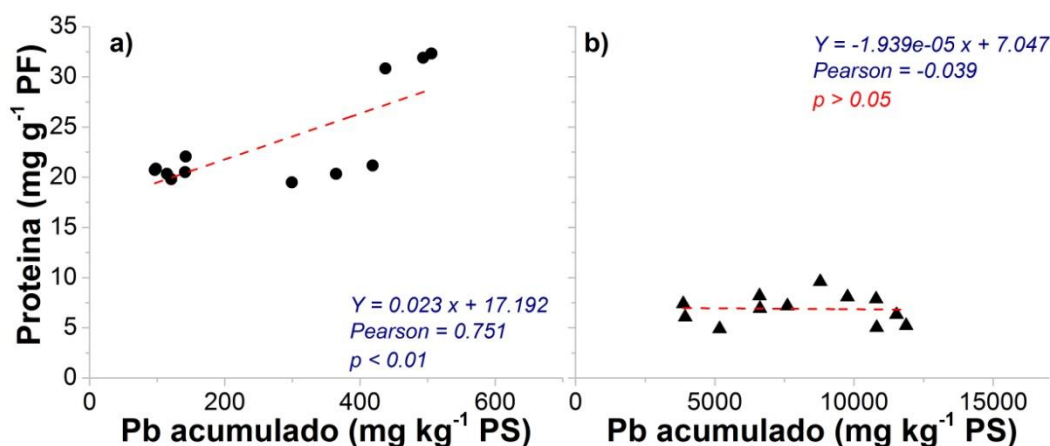 Proteina (mg g⁻¹ PF)
35
30
25
20
15
10
5
0
a)
Y = 0.023 x + 17.192
Pearson = 0.751
p < 0.01
0
200
400
600
Pb acumulado (mg kg⁻¹ PS)
b)
Y = -1.939e-05 x + 7.047
Pearson = -0.039
p > 0.05
5000
10000
15000
Pb acumulado (mg kg⁻¹ PS)